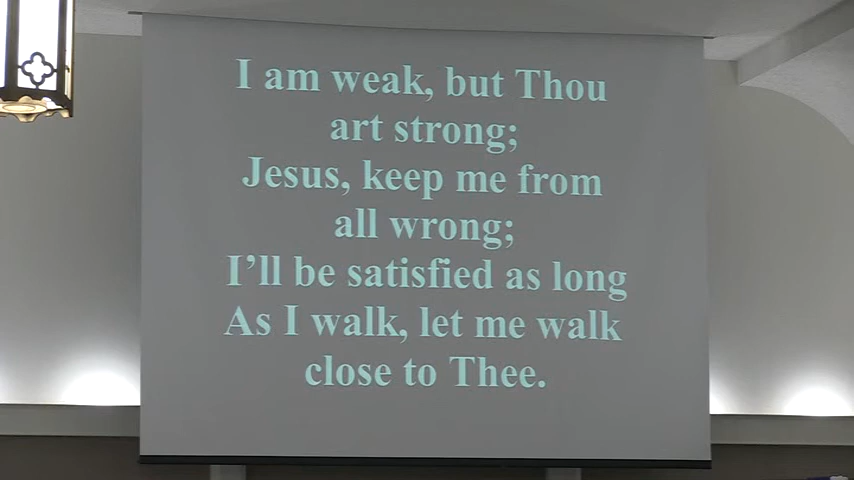 I am weak, but Thou
art strong;
Jesus, keep me from
all wrong;
I’ll be satisfied as long
As I walk, let me walk
close to Thee.